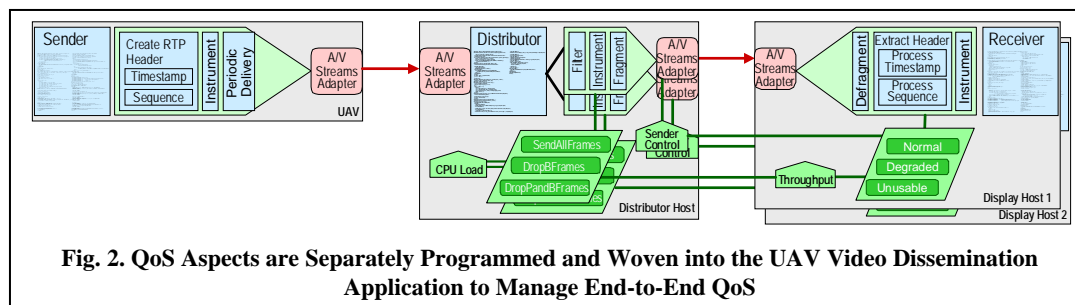 Sender
Create RTP
Header
Timestamp
Sequence
Instrument
Periodic
Delivery
A/V
Streams
Adapter
UAV
A/V
Streams
Adapter
Distributor
Filter
Instrument
Fragment
A/V
Streams
Adapter
Adapter
Sender
Control
Control
CPU Load
SendAllFrames
DropBFrames
DropPandBFrames
Distributor Host
A/V
Streams
Adapter
Defragment
Extract Header
Process
Timestamp
Process
Sequence
Instrument
Receiver
Throughput
Normal
Degraded
Unusable
Display Host 1
Display Host 2
Fig. 2. QoS Aspects are Separately Programmed and Woven into the UAV Video Dissemination
Application to Manage End-to-End QoS